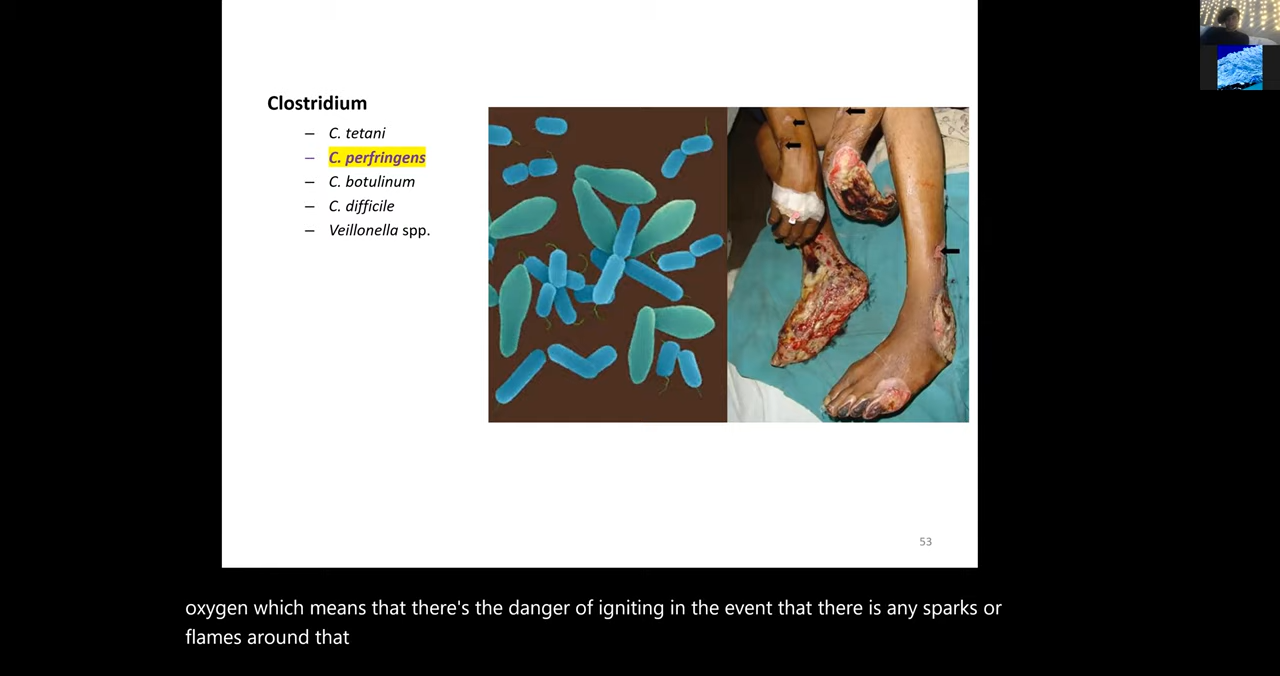 Clostridium
– C. tetani
– C. perfringens
– C. botulinum
– C. difficile
– Veillonella spp.
53
oxygen which means that there's the danger of igniting in the event that there is any sparks or
flames around that